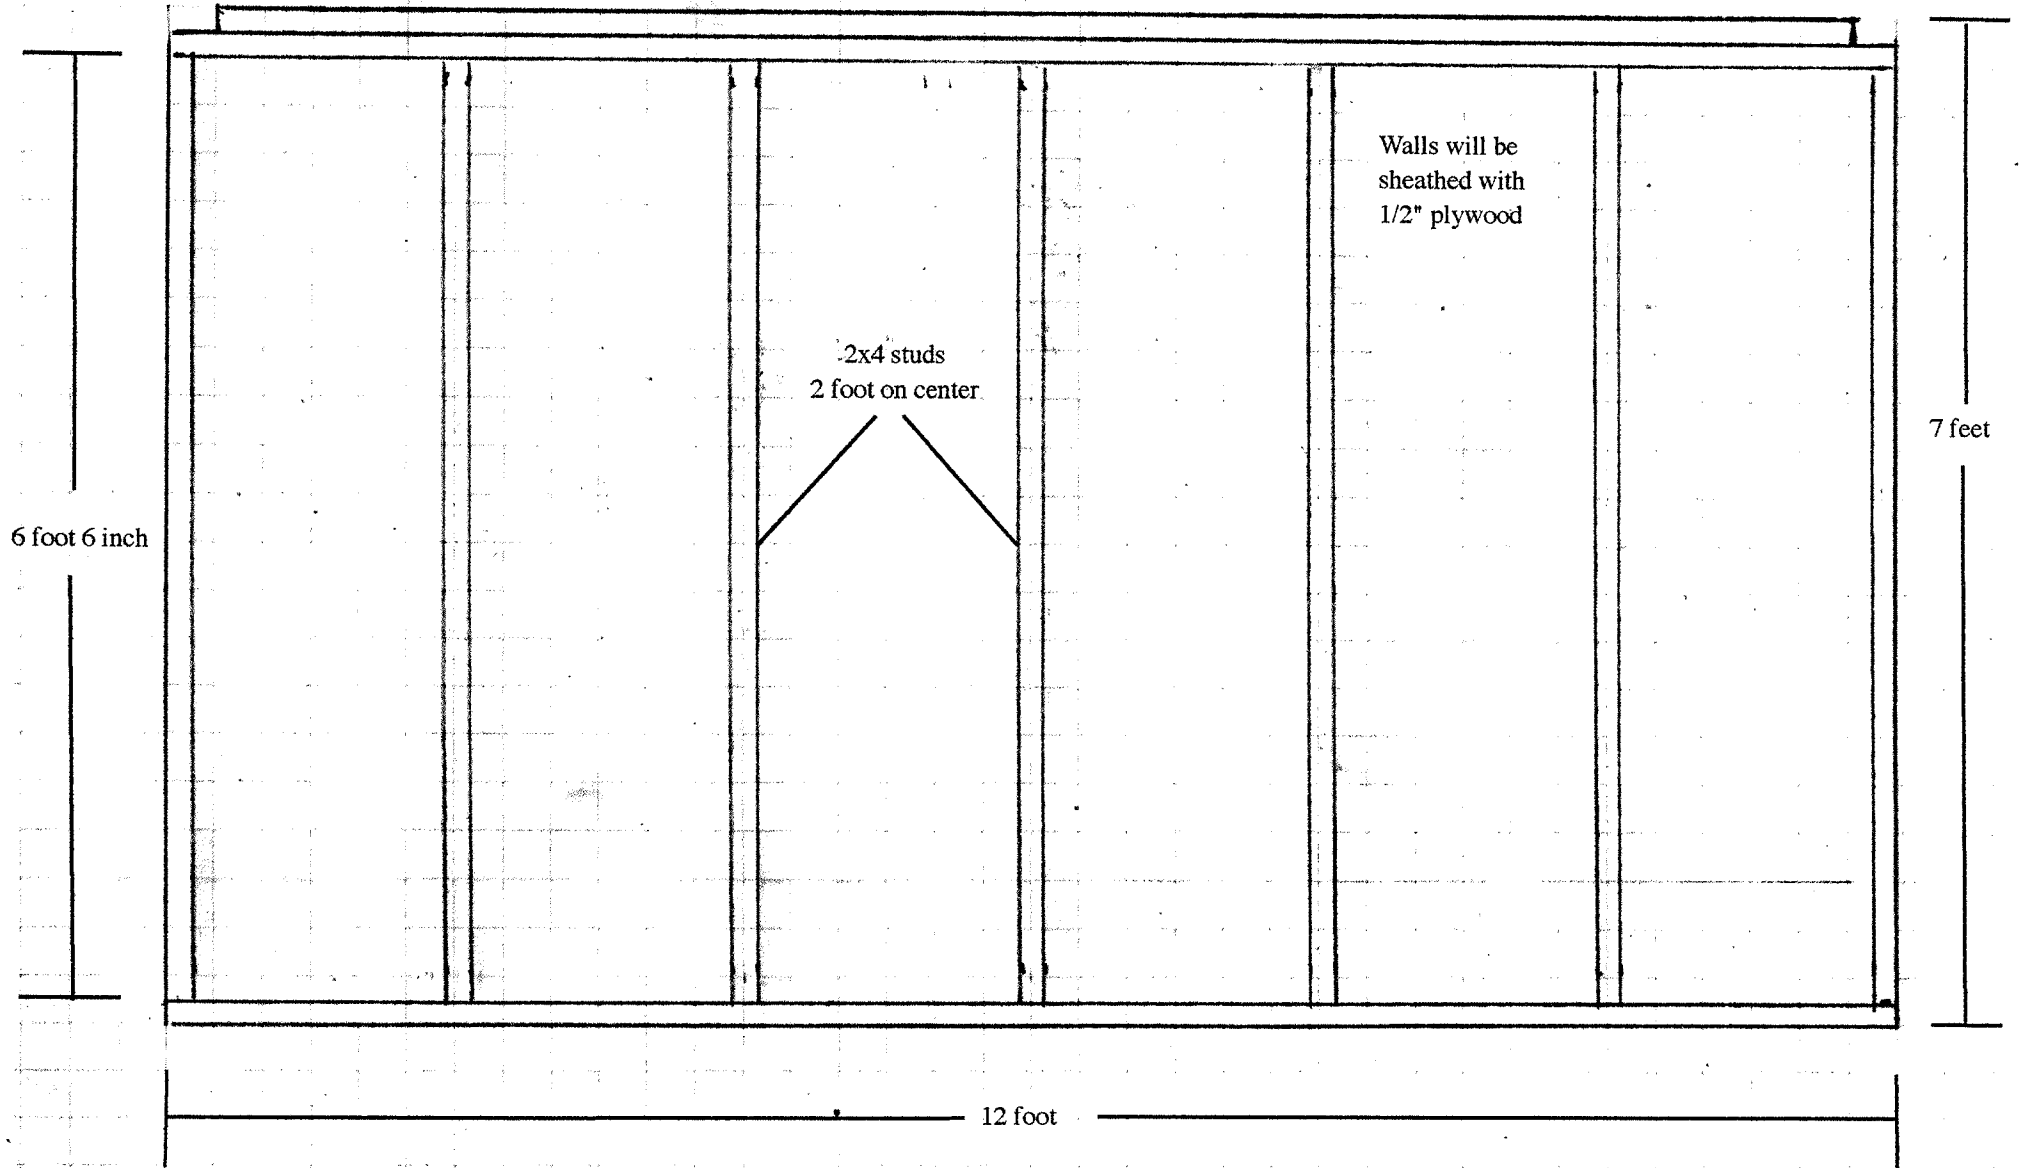 Walls will be
sheathed with
1/2" plywood
2x4 studs
2 foot on center
7 feet
6 foot 6 inch
12 foot